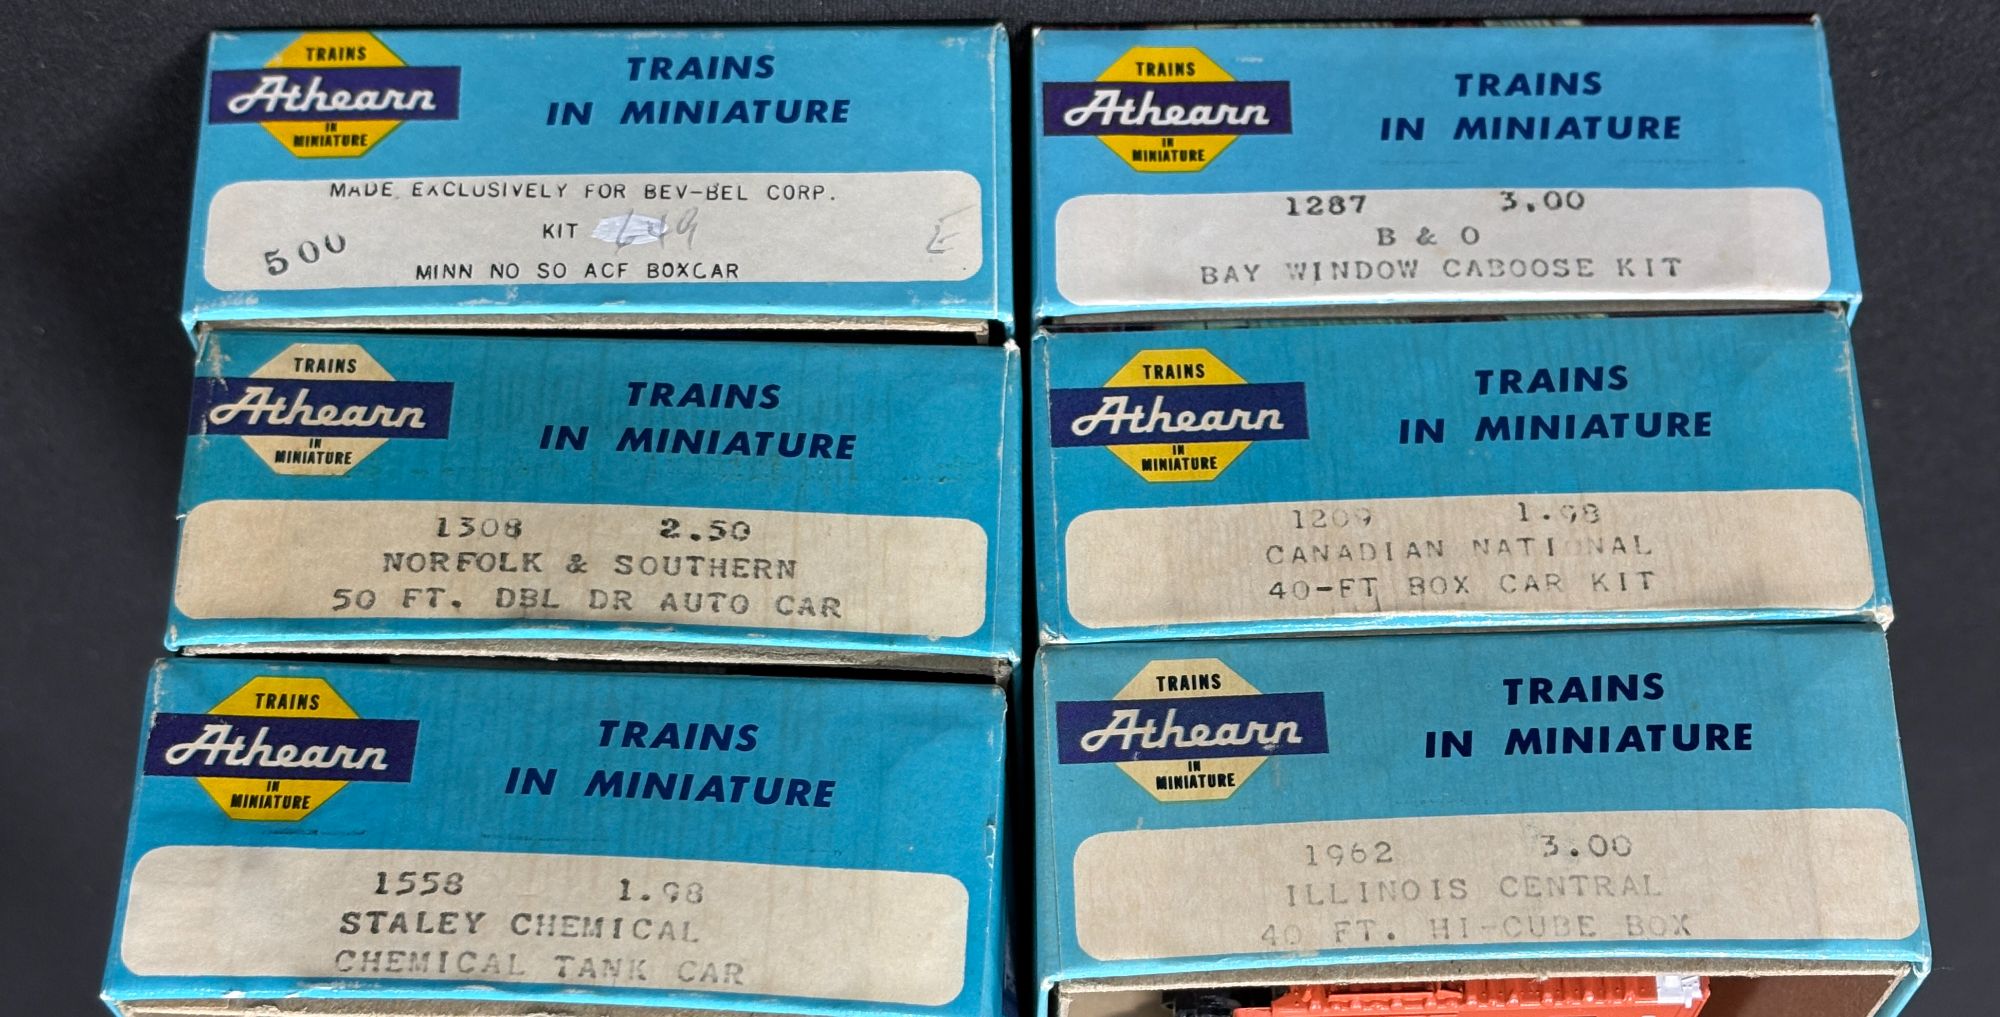 TRAINS
Athearn
IN
MINIATURE
TRAINS
IN MINIATURE
MADE EXCLUSIVELY FOR BEV-BEL CORP.
KIT 649
500
E
MINN NO SO ACF BOXCAR
TRAINS
Athearn
IN
MINIATURE
TRAINS
IN MINIATURE
1287 3.00
B & O
BAY WINDOW CABOOSE KIT
TRAINS
Athearn
IN
MINIATURE
TRAINS
IN MINIATURE
1308 2.50
NORFOLK & SOUTHERN
50 FT. DBL DR AUTO CAR
TRAINS
Athearn
IN
MINIATURE
TRAINS
IN MINIATURE
1209 1.98
CANADIAN NATIONAL
40-FT BOX CAR KIT
TRAINS
Athearn
IN
MINIATURE
TRAINS
IN MINIATURE
1558 1.98
STALEY CHEMICAL
CHEMICAL TANK CAR
TRAINS
Athearn
IN
MINIATURE
TRAINS
IN MINIATURE
1962 3.00
ILLINOIS CENTRAL
40 FT. HI-CUBE BOX